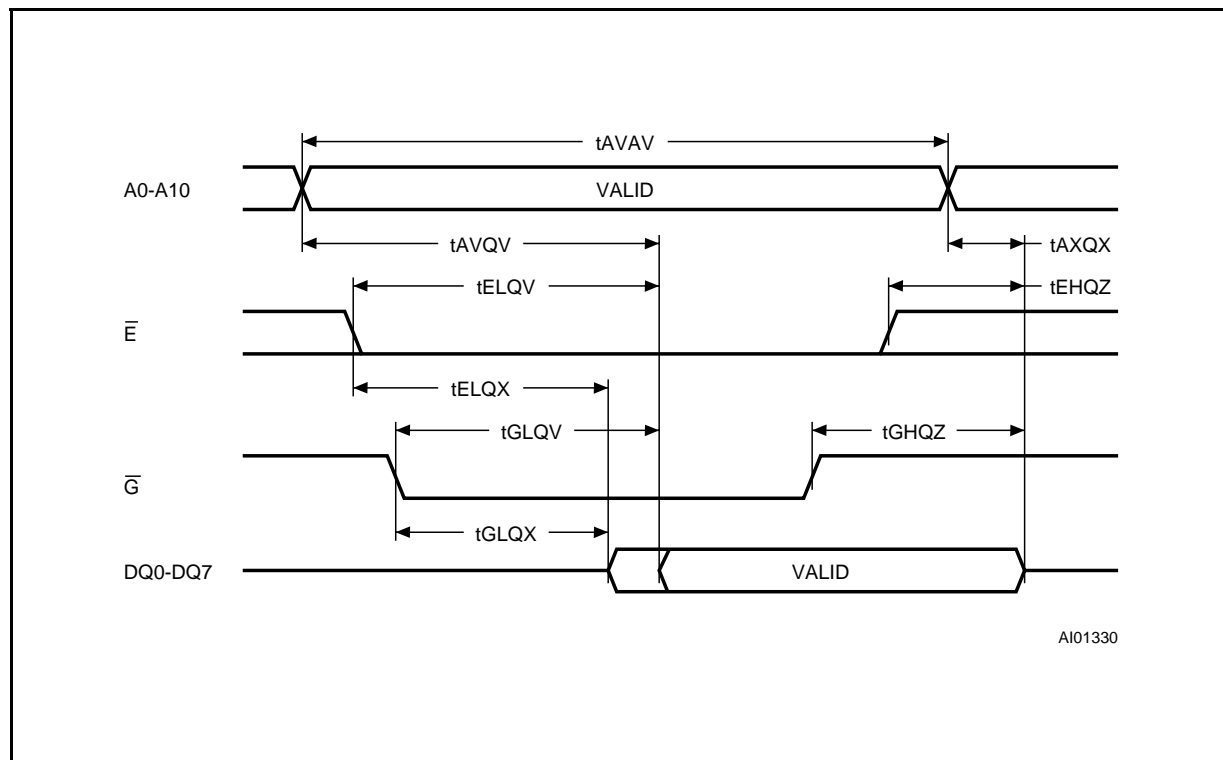 tAVAV
A0-A10 VALID
tAVQV tAXQX
tELQV tEHQZ
E̅
tELQX
tGLQV tGHQZ
G̅
tGLQX
DQ0-DQ7 VALID
AI01330